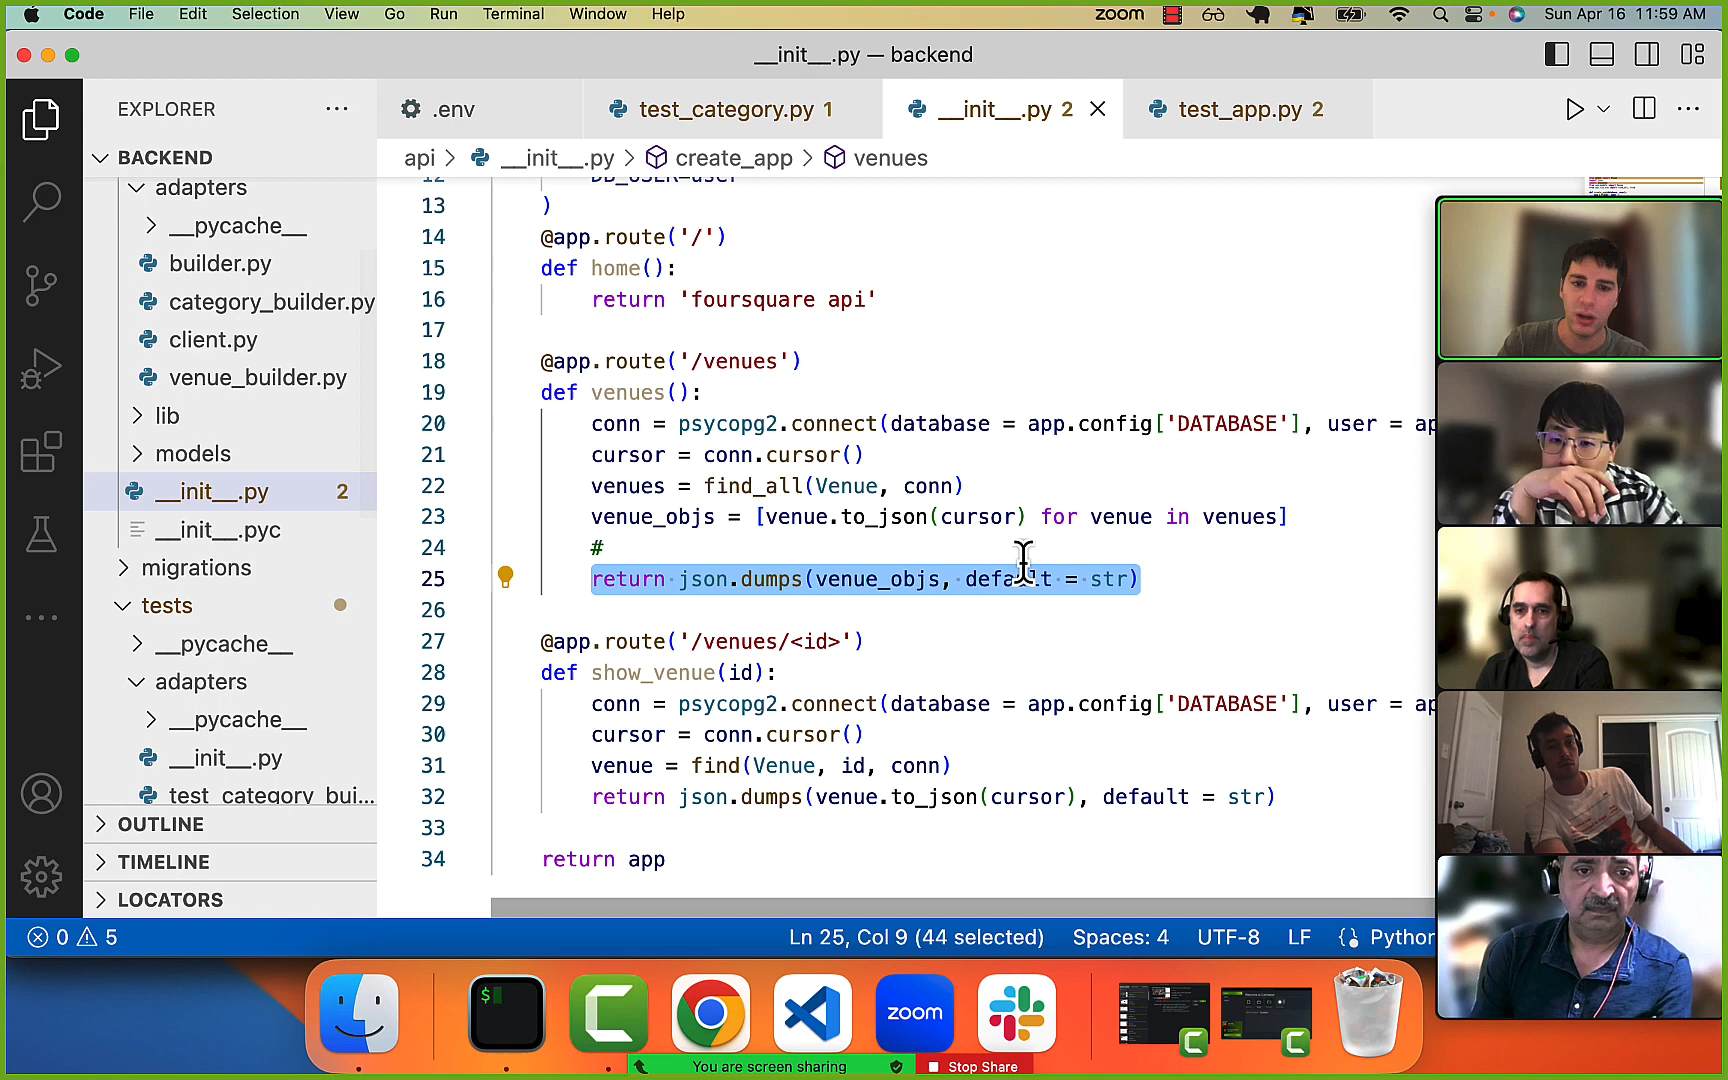 Code File Edit Selection View Go Run Terminal Window Help zoom Sun Apr 16 11:59 AM
__init__.py — backend
EXPLORER
BACKEND
adapters
__pycache__
builder.py
category_builder.py
client.py
venue_builder.py
lib
models
__init__.py 2
__init__.pyc
migrations
tests
__pycache__
adapters
__pycache__
__init__.py
test_category_bui...
OUTLINE
TIMELINE
LOCATORS
.env test_category.py 1 __init__.py 2 test_app.py 2
api > __init__.py > create_app > venues
12 DB_USER=user
13 )
14 @app.route('/')
15 def home():
16 return 'foursquare api'
17
18 @app.route('/venues')
19 def venues():
20 conn = psycopg2.connect(database = app.config['DATABASE'], user = ap
21 cursor = conn.cursor()
22 venues = find_all(Venue, conn)
23 venue_objs = [venue.to_json(cursor) for venue in venues]
24 #
25 return json.dumps(venue_objs, default = str)
26
27 @app.route('/venues/<id>')
28 def show_venue(id):
29 conn = psycopg2.connect(database = app.config['DATABASE'], user = ap
30 cursor = conn.cursor()
31 venue = find(Venue, id, conn)
32 return json.dumps(venue.to_json(cursor), default = str)
33
34 return app
0 5 Ln 25, Col 9 (44 selected) Spaces: 4 UTF-8 LF Python
$
zoom
You are screen sharing Stop Share